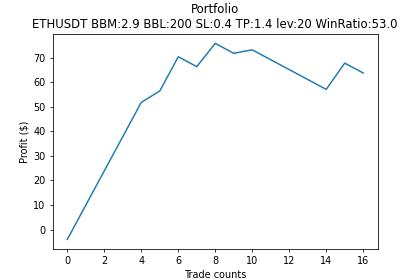 Portfolio
ETHUSDT BBM:2.9 BBL:200 SL:0.4 TP:1.4 lev:20 WinRatio:53.0
70
60
50
40
30
20
10
0
Profit ($)
0 2 4 6 8 10 12 14 16
Trade counts